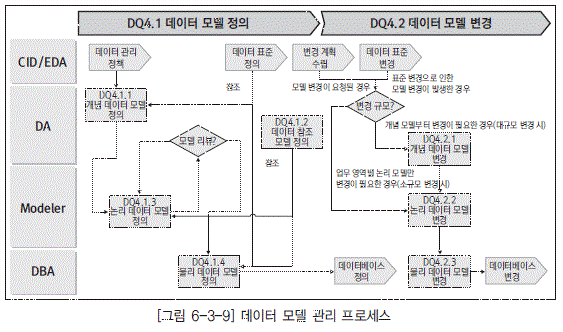 DQ4.1 데이터 모델 정의
DQ4.2 데이터 모델 변경
CID/EDA
데이터 관리
정책
데이터 표준
정의
변경 계획
수립
데이터 표준
변경
참조
모델 변경이 요청된 경우
표준 변경으로 인한
모델 변경이 발생한 경우
DA
DQ4.1.1
개념 데이터 모델
정의
모델 리뷰?
DQ4.1.2
데이터 참조
모델 정의
변경 규모?
개념 모델부터 변경이 필요한 경우(대규모 변경 시)
DQ4.2.1
개념 데이터 모델
변경
참조
업무 영역별 논리 모델만
변경이 필요한 경우(소규모 변경 시)
Modeler
DQ4.1.3
논리 데이터 모델
정의
DQ4.2.2
논리 데이터 모델
변경
DBA
DQ4.1.4
물리 데이터 모델
정의
데이터베이스
정의
DQ4.2.3
물리 데이터 모델
변경
데이터베이스
변경
[그림 6-3-9] 데이터 모델 관리 프로세스